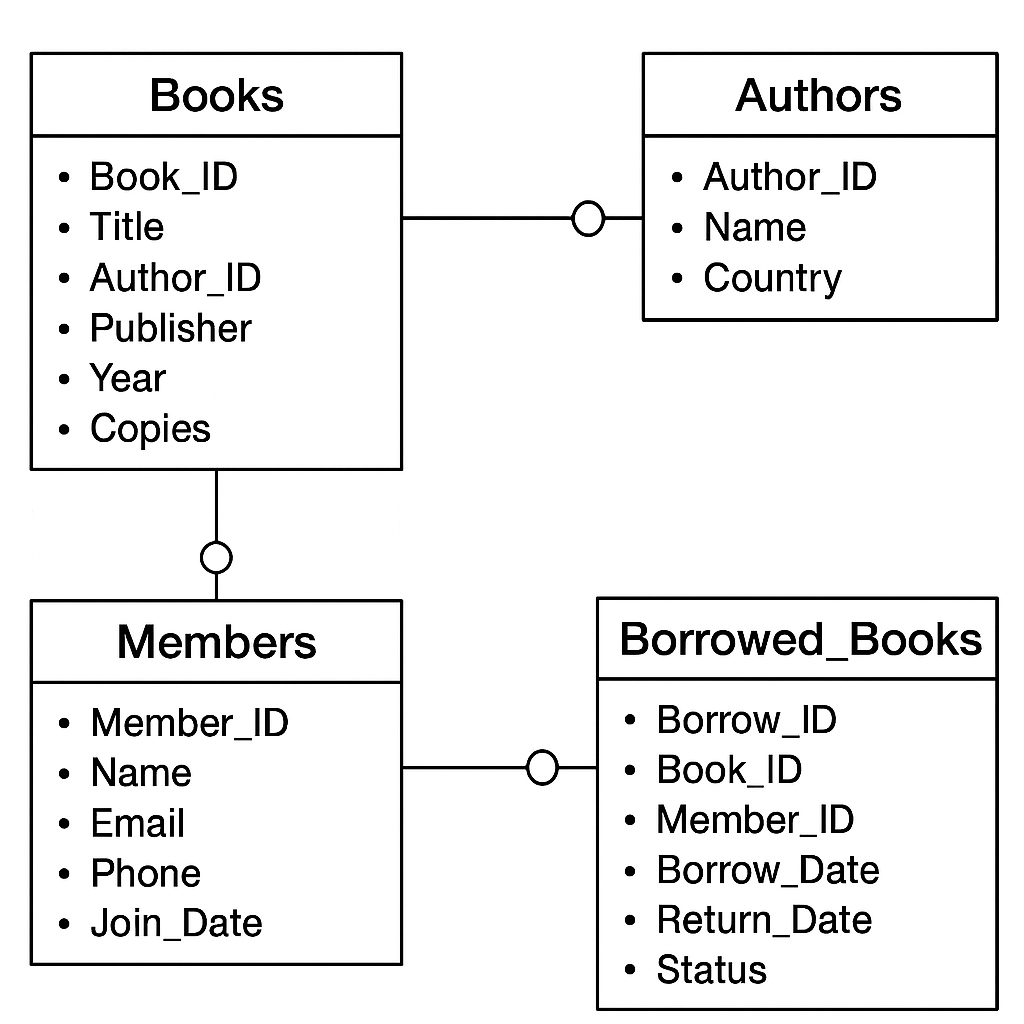 Books
• Book_ID
• Title
• Author_ID
• Publisher
• Year
• Copies
Authors
• Author_ID
• Name
• Country
Members
• Member_ID
• Name
• Email
• Phone
• Join_Date
Borrowed_Books
• Borrow_ID
• Book_ID
• Member_ID
• Borrow_Date
• Return_Date
• Status